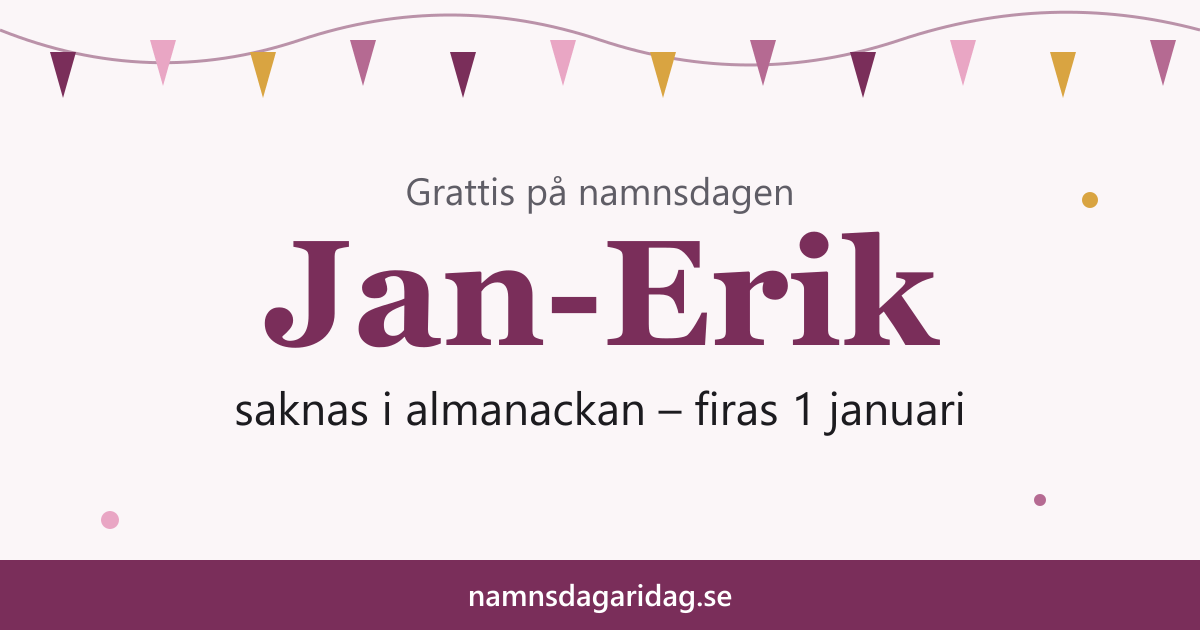 Grattis på namnsdagen
Jan-Erik
saknas i almanackan – firas 1 januari
namnsdagaridag.se